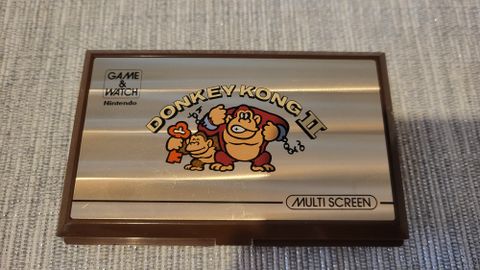 GAME
&
WATCH
Nintendo
DONKEY KONG II
MULTI SCREEN